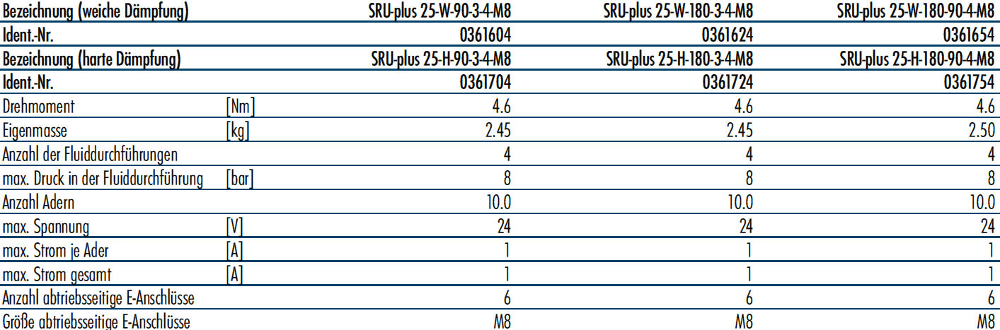 Bezeichnung (weiche Dämpfung) SRU-plus 25-W-90-3-4-M8 SRU-plus 25-W-180-3-4-M8 SRU-plus 25-W-180-90-4-M8
Ident.-Nr. 0361604 0361624 0361654
Bezeichnung (harte Dämpfung) SRU-plus 25-H-90-3-4-M8 SRU-plus 25-H-180-3-4-M8 SRU-plus 25-H-180-90-4-M8
Ident.-Nr. 0361704 0361724 0361754
Drehmoment [Nm] 4.6 4.6 4.6
Eigenmasse [kg] 2.45 2.45 2.50
Anzahl der Fluiddurchführungen 4 4 4
max. Druck in der Fluiddurchführung [bar] 8 8 8
Anzahl Adern 10.0 10.0 10.0
max. Spannung [V] 24 24 24
max. Strom je Ader [A] 1 1 1
max. Strom gesamt [A] 1 1 1
Anzahl abtriebsseitige E-Anschlüsse 6 6 6
Größe abtriebsseitige E-Anschlüsse M8 M8 M8